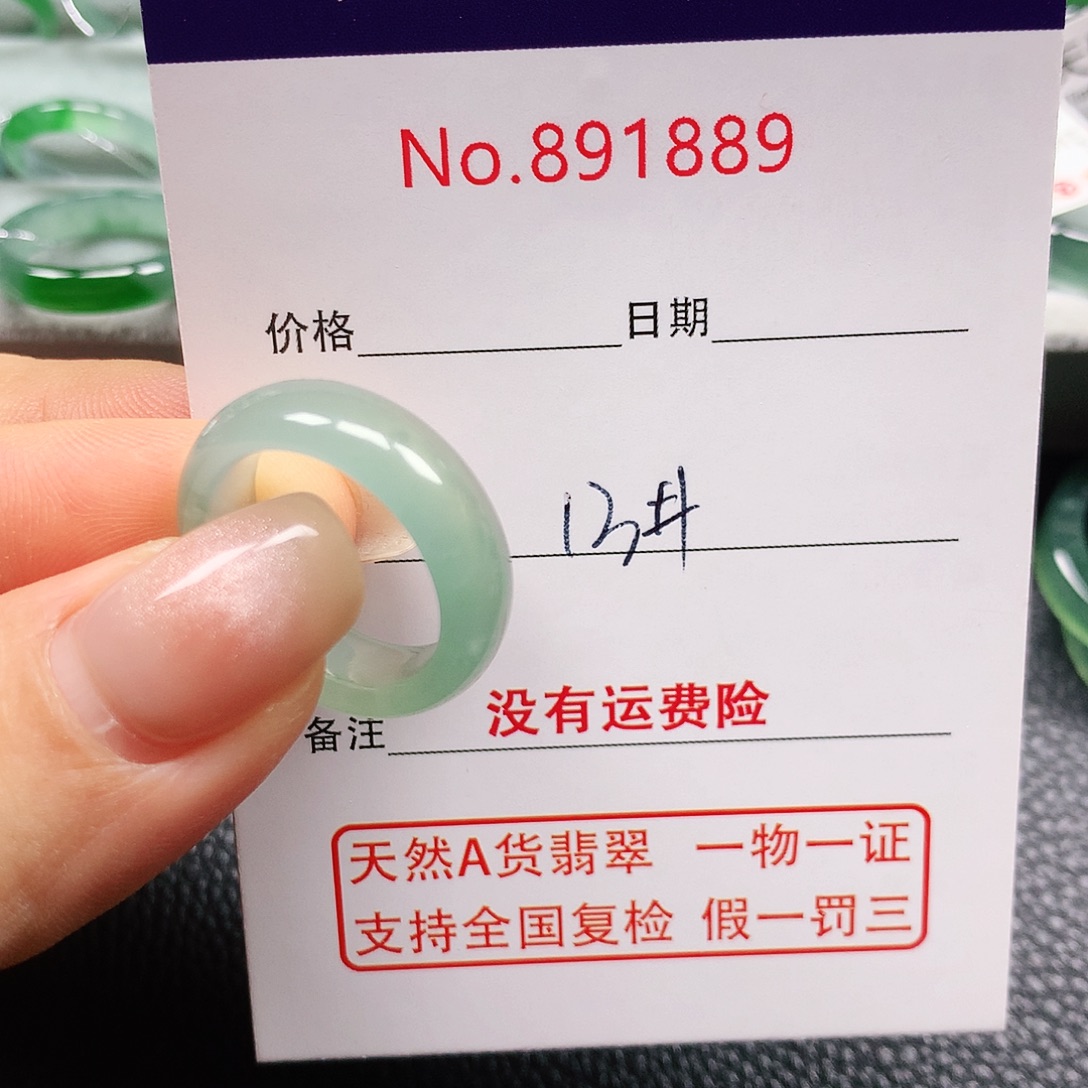 No.891889
价格 日期
13#
没有运费险
备注
天然A货翡翠 一物一证
支持全国复检 假一罚三